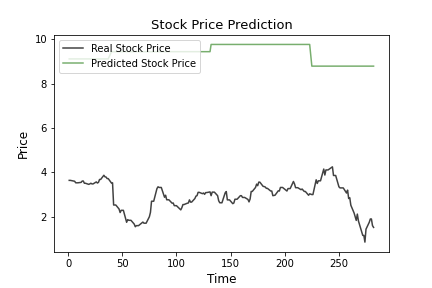 Stock Price Prediction
10
8
6
4
2
Price
Real Stock Price
Predicted Stock Price
0 50 100 150 200 250
Time